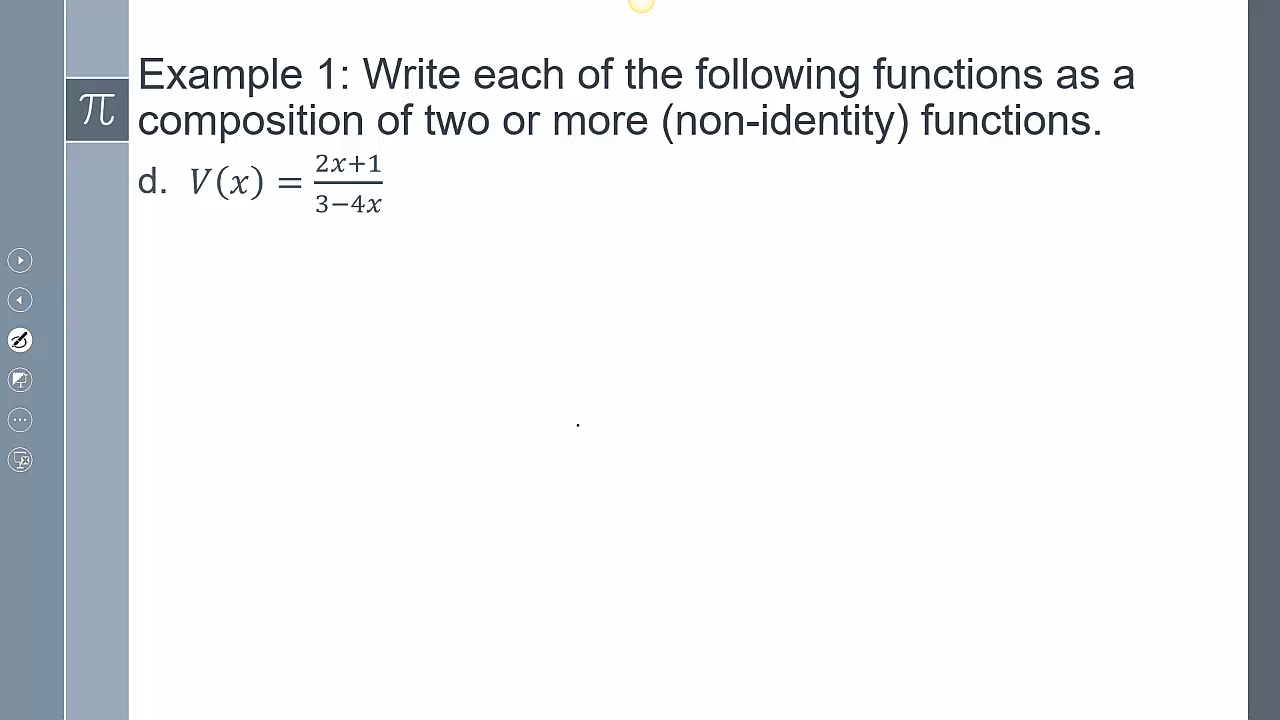 π
Example 1: Write each of the following functions as a
composition of two or more (non-identity) functions.
d. V(x) = \frac{2x+1}{3−4x}